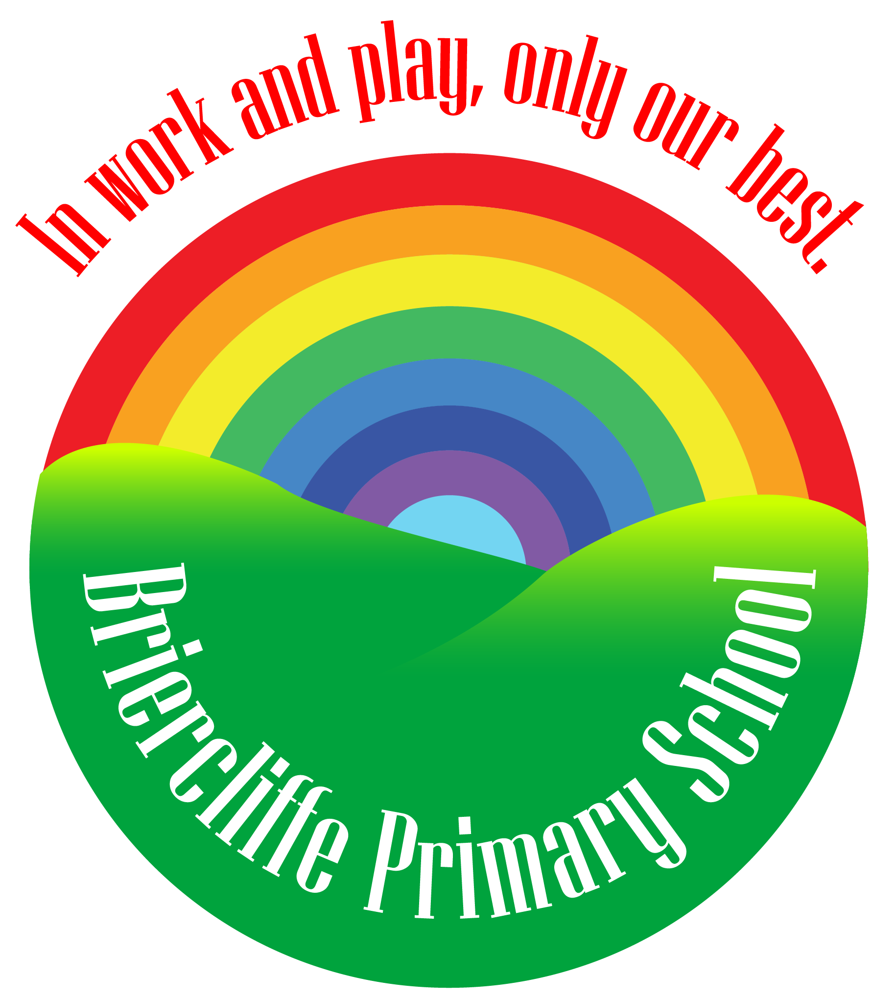 In work and play, only our best.
Briercliffe Primary School